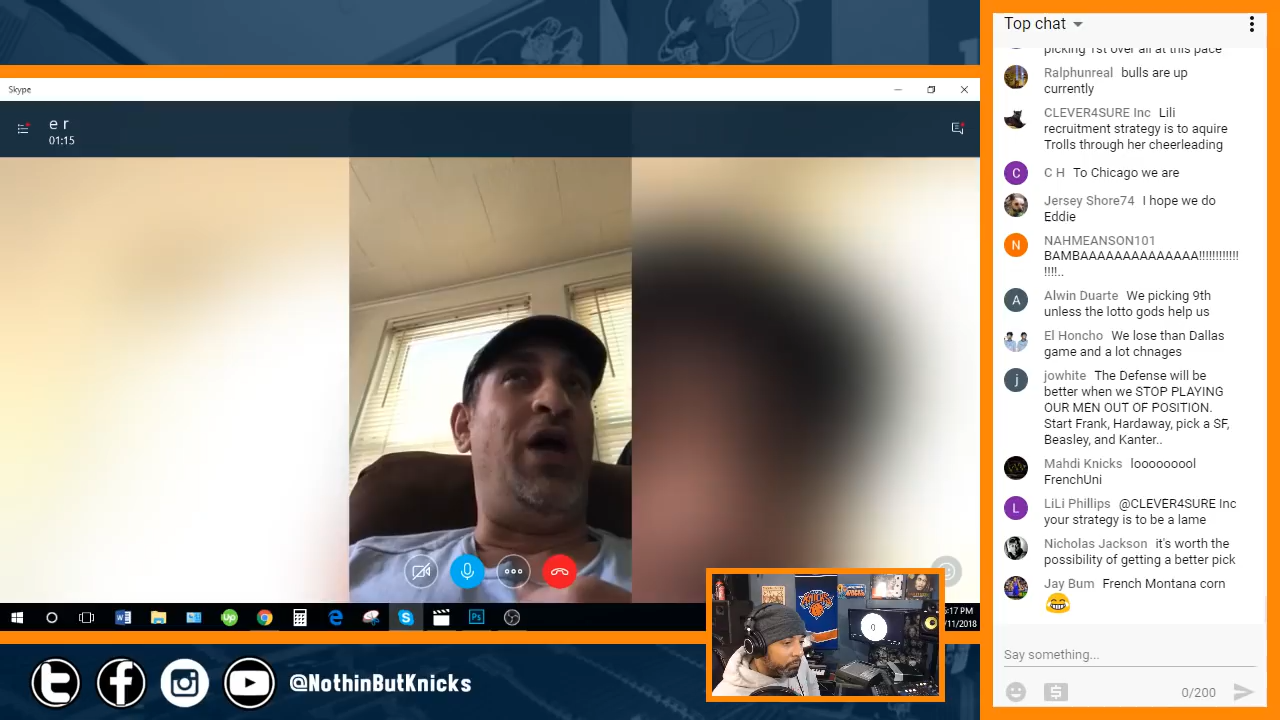 Skype
e r
01:15
KNICKS
0
:17 PM
/11/2018
@NothinButKnicks
Top chat
picking 1st over all at this pace
Ralphunreal bulls are up
currently
CLEVER4SURE Inc Lili
recruitment strategy is to aquire
Trolls through her cheerleading
C H To Chicago we are
Jersey Shore74 I hope we do
Eddie
NAHMEANSON101
BAMBAAAAAAAAAAAAAA!!!!!!!!!!!!
!!!!..
Alwin Duarte We picking 9th
unless the lotto gods help us
El Honcho We lose than Dallas
game and a lot chnages
jowhite The Defense will be
better when we STOP PLAYING
OUR MEN OUT OF POSITION.
Start Frank, Hardaway, pick a SF,
Beasley, and Kanter..
Mahdi Knicks looooooool
FrenchUni
LiLi Phillips @CLEVER4SURE Inc
your strategy is to be a lame
Nicholas Jackson it's worth the
possibility of getting a better pick
Jay Bum French Montana corn
😂
Say something...
0/200